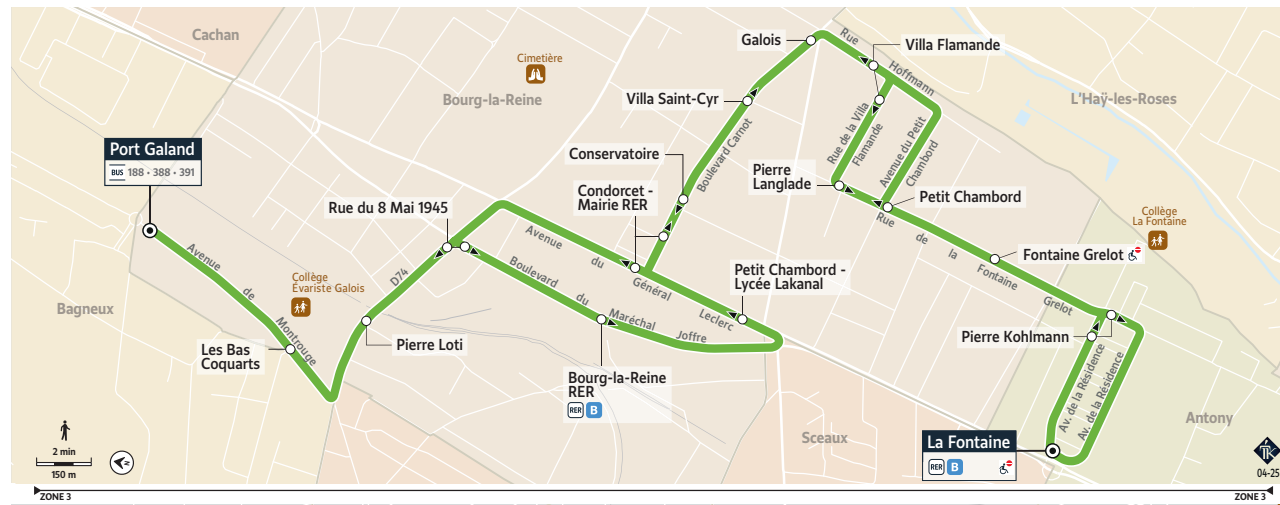 Cachan
Cimetière
Bourg-la-Reine
L'Haÿ-les-Roses
Galois
Villa Flamande
Rue
Hoffmann
Villa Saint-Cyr
Boulevard Carnot
Rue de la Villa
Flamande
Avenue du Petit
Chambord
Port Galand
BUS 188 • 388 • 391
Conservatoire
Condorcet -
Mairie RER
Pierre
Langlade
Petit Chambord
Rue de la Fontaine Grelot
Collège
La Fontaine
Rue du 8 Mai 1945
Avenue du Général Leclerc
Fontaine Grelot
Avenue de Montrouge
Collège
Évariste Galois
D74
Boulevard du Maréchal Joffre
Petit Chambord -
Lycée Lakanal
Bagneux
Les Bas
Coquarts
Pierre Loti
Pierre Kohlmann
Bourg-la-Reine
RER
RER B
Av. de la Résidence
Av. de la Résidence
Antony
Sceaux
La Fontaine
RER B
2 min
150 m
N
04-25
ZONE 3
ZONE 3